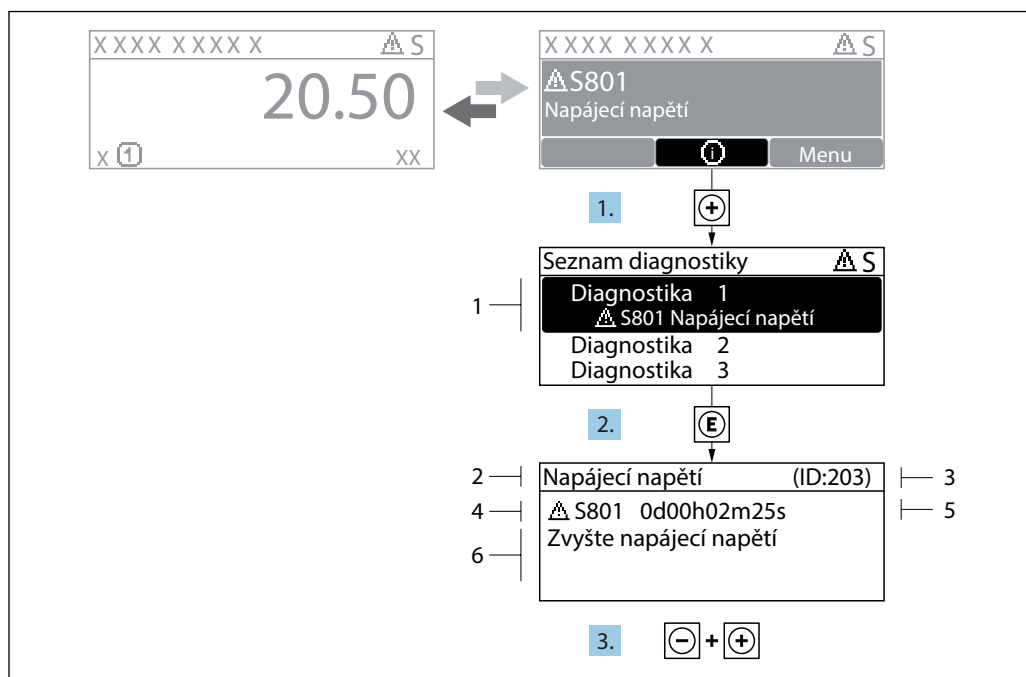 X XXXX X XXXX X ⚠ S
20.50
X 1 XX
X XXXX X XXXX X ⚠ S
⚠S801
Napájecí napětí
i Menu
1. +
Seznam diagnostiky ⚠ S
1
Diagnostika 1
⚠ S801 Napájecí napětí
Diagnostika 2
Diagnostika 3
2. E
2 Napájecí napětí (ID:203) 3
4 ⚠ S801 0d00h02m25s 5
6 Zvyšte napájecí napětí
3. - + +